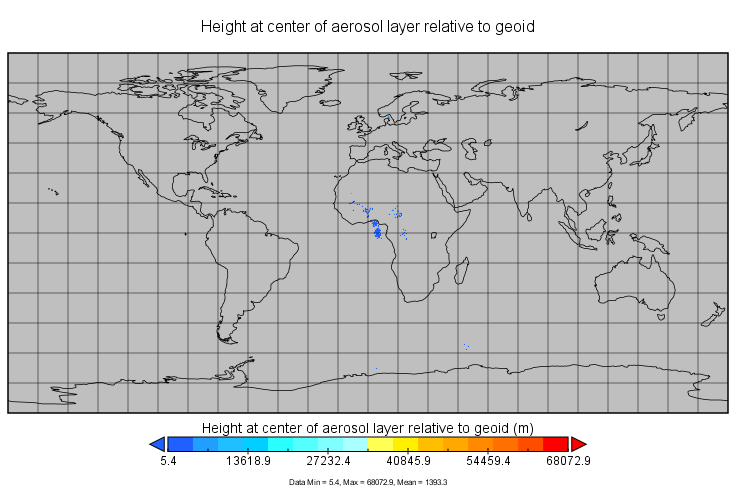 Height at center of aerosol layer relative to geoid
Height at center of aerosol layer relative to geoid (m)
5.4 13618.9 27232.4 40845.9 54459.4 68072.9
Data Min = 5.4, Max = 68072.9, Mean = 1393.3